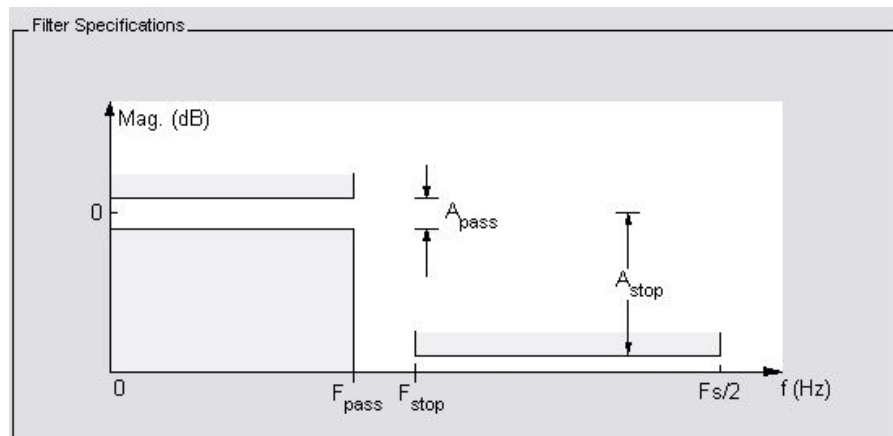 Filter Specifications
Mag. (dB)
0
A pass
A stop
0
F pass
F stop
Fs/2
f (Hz)